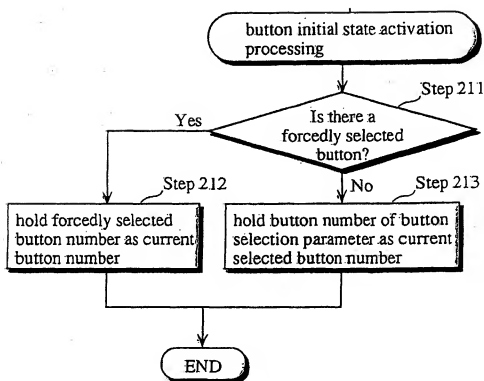 button initial state activation
processing
Step 211
Is there a
forcedly selected
button?
Yes
No
Step 212
hold forcedly selected
button number as current
button number
Step 213
hold button number of button
selection parameter as current
selected button number
END